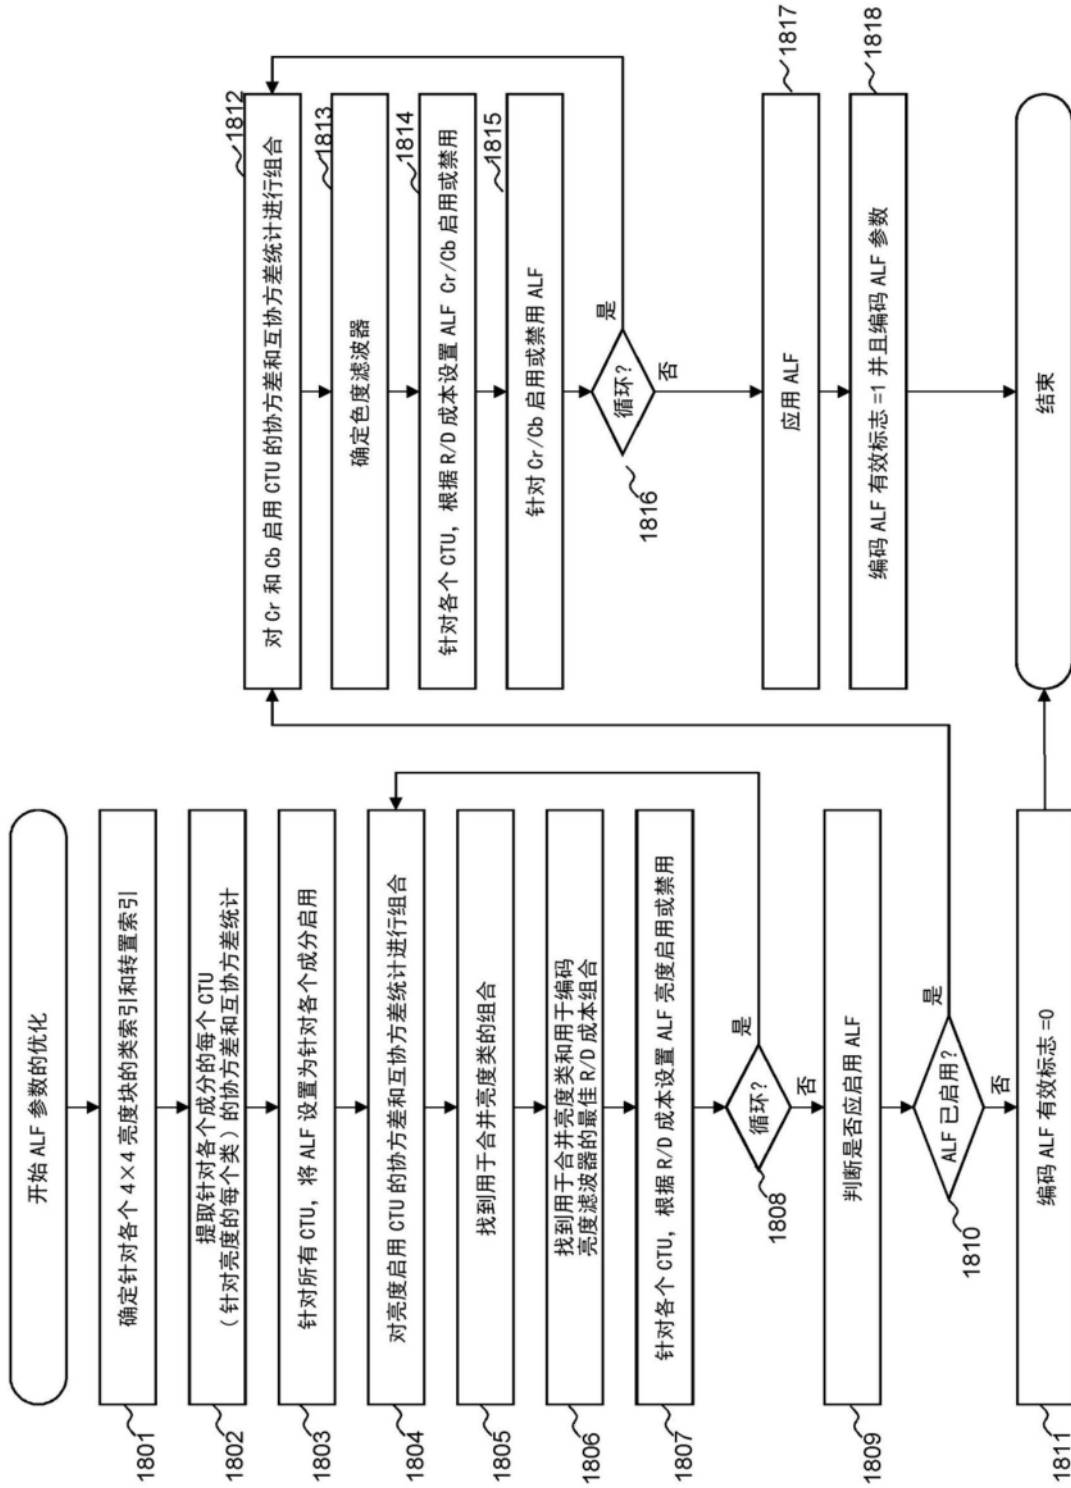 开始 ALF 参数的优化
1801
确定针对各个 4×4 亮度块的类索引和转置索引
1802
提取针对各个成分的每个 CTU
(针对亮度的每个类)的协方差和互协方差统计
1803
针对所有 CTU，将 ALF 设置为针对各个成分启用
1804
对亮度启用 CTU 的协方差和互协方差统计进行组合
1805
找到用于合并亮度类的组合
1806
找到用于合并亮度类和用于编码
亮度滤波器的最佳 R/D 成本组合
1807
针对各个 CTU，根据 R/D 成本设置 ALF 亮度启用或禁用
1808
循环？
是
否
1809
判断是否应启用 ALF
1810
ALF 已启用？
是
否
1811
编码 ALF 有效标志 =0
1812
对 Cr 和 Cb 启用 CTU 的协方差和互协方差统计进行组合
1813
确定色度滤波器
1814
针对各个 CTU，根据 R/D 成本设置 ALF Cr/Cb 启用或禁用
1815
针对 Cr/Cb 启用或禁用 ALF
1816
循环？
是
否
1817
应用 ALF
1818
编码 ALF 有效标志 =1 并且编码 ALF 参数
结束